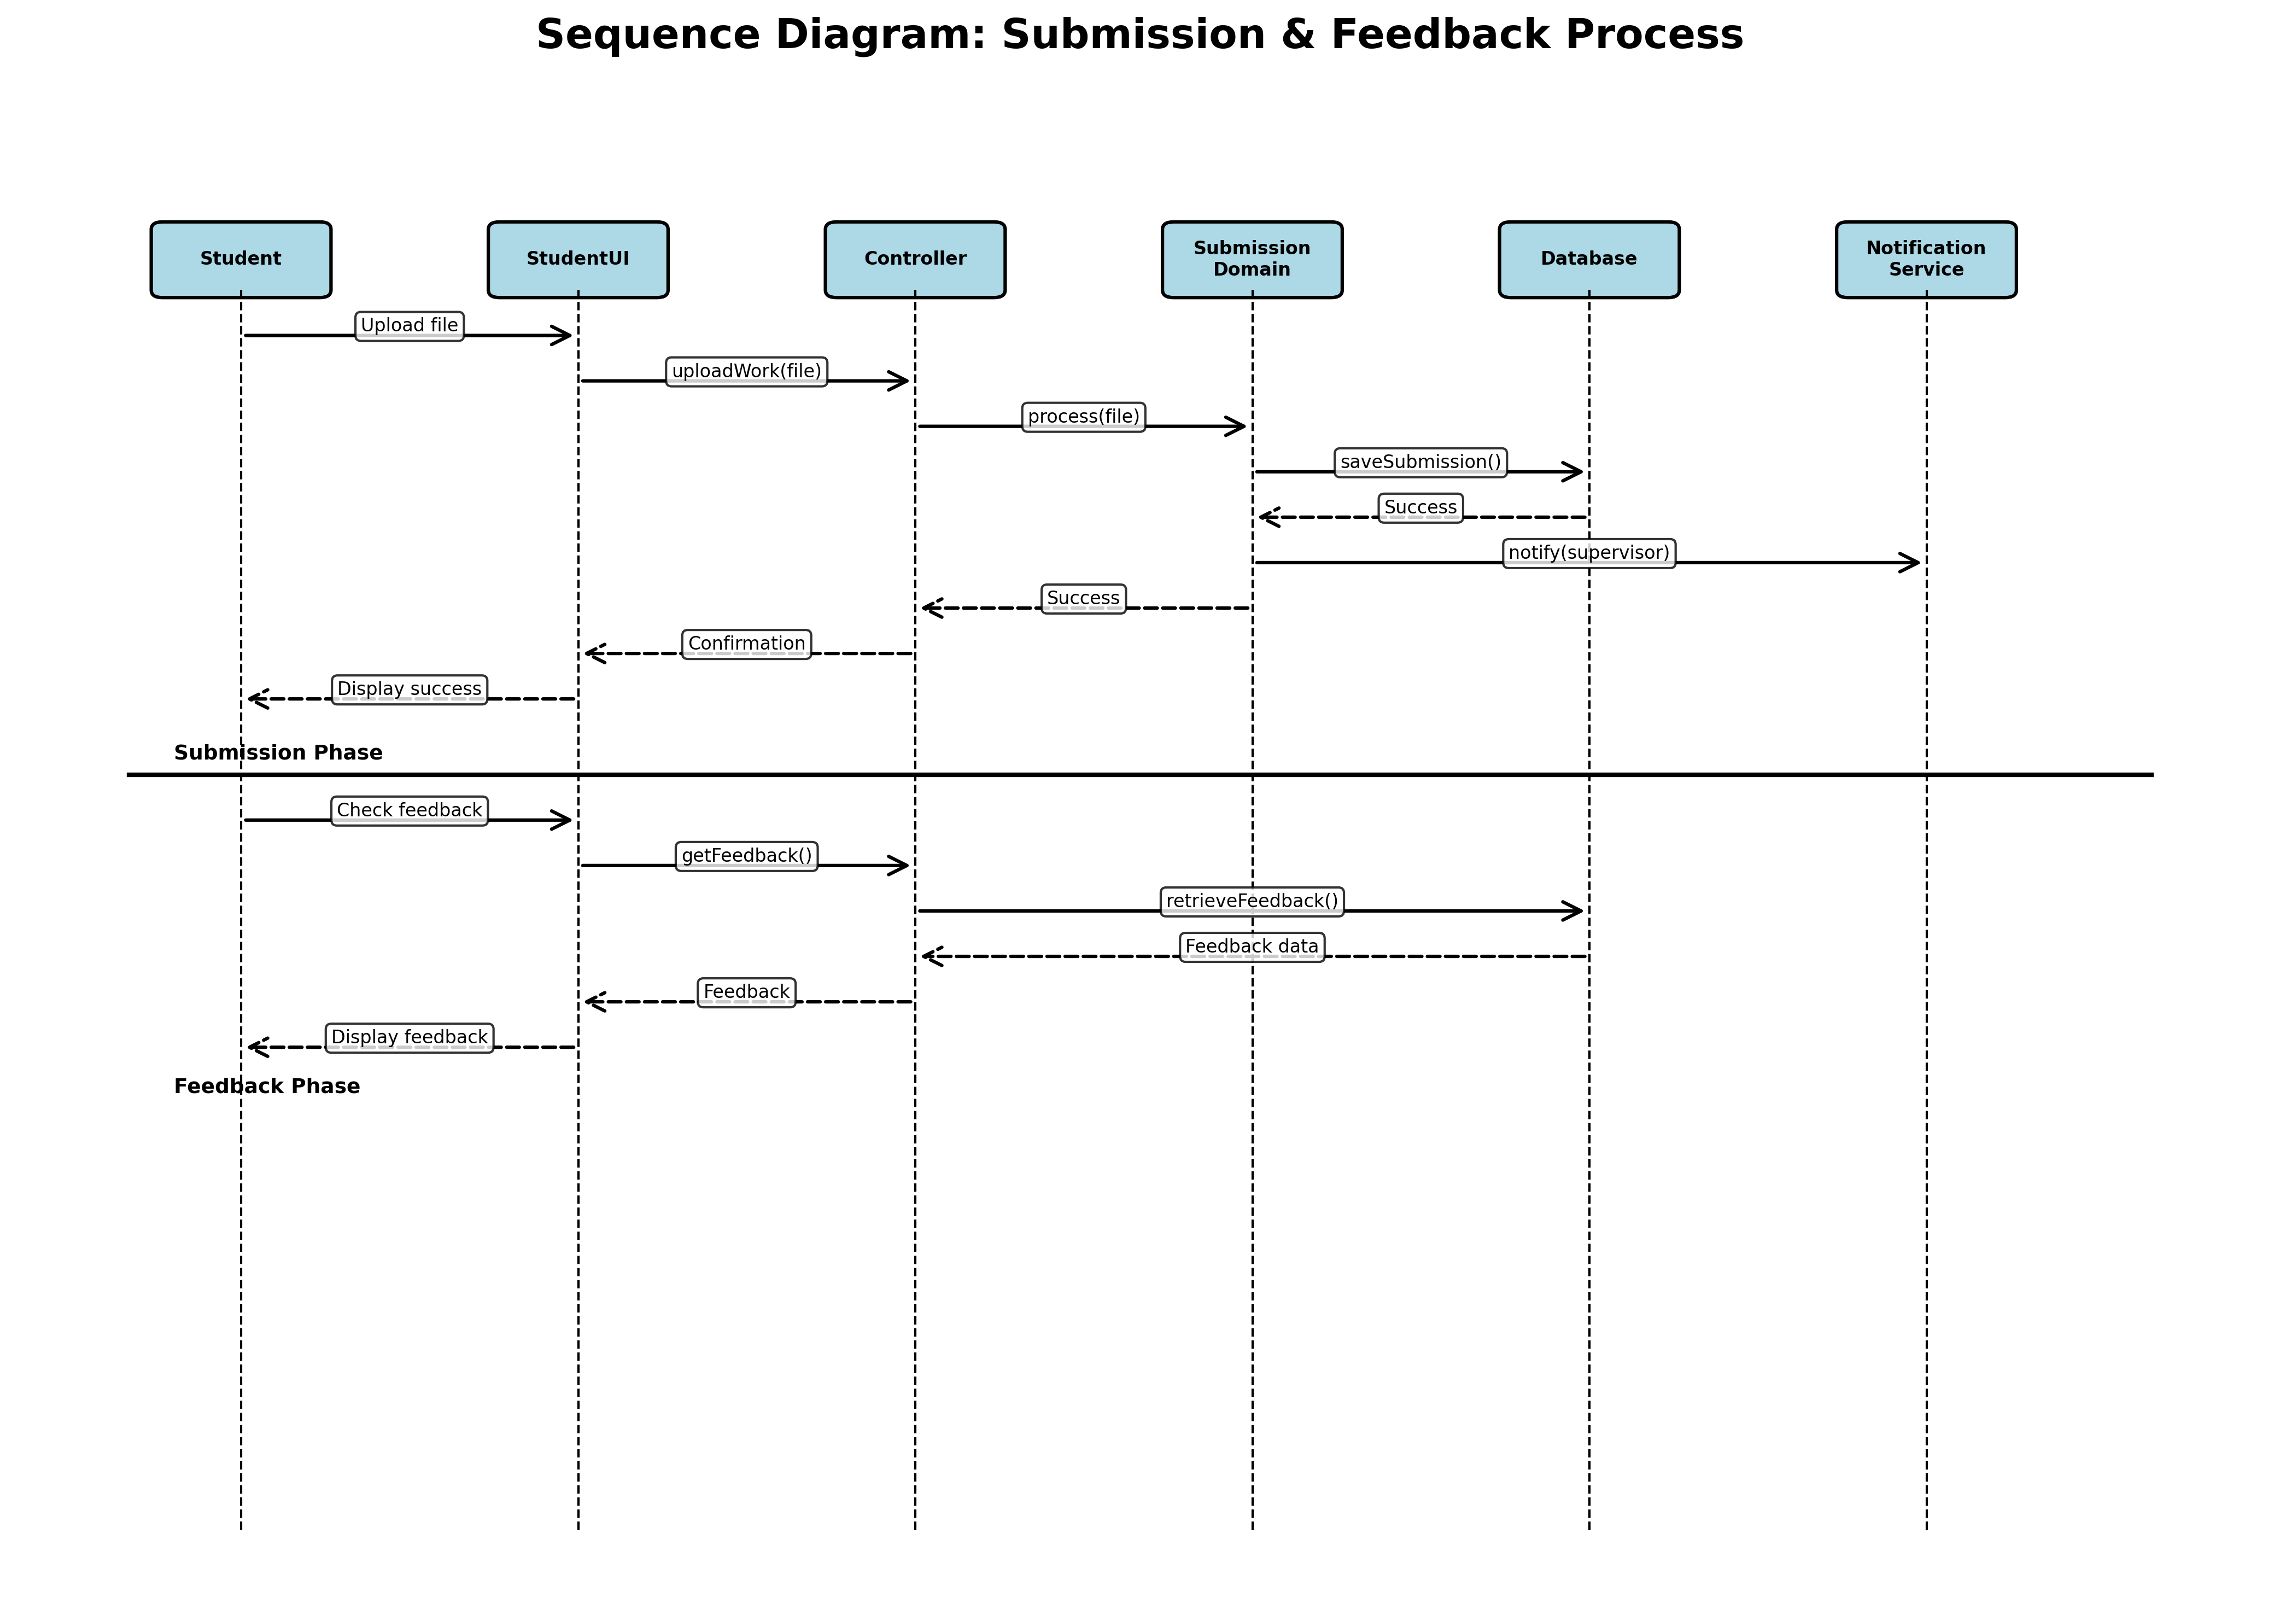 Sequence Diagram: Submission & Feedback Process
Student
StudentUI
Controller
Submission
Domain
Database
Notification
Service
Upload file
uploadWork(file)
process(file)
saveSubmission()
Success
notify(supervisor)
Success
Confirmation
Display success
Submission Phase
Check feedback
getFeedback()
retrieveFeedback()
Feedback data
Feedback
Display feedback
Feedback Phase